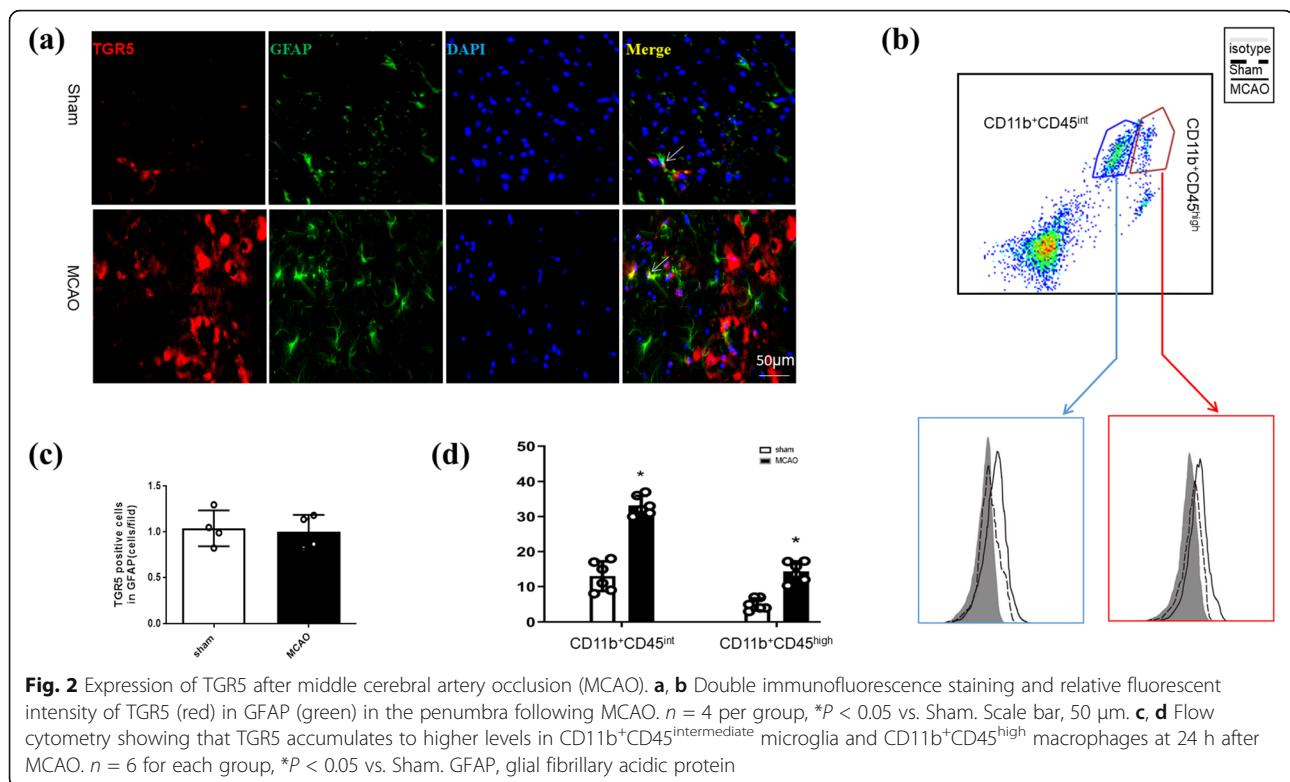 (a)
TGR5
GFAP
DAPI
Merge
Sham
MCAO
50μm
(b)
isotype
Sham
MCAO
CD11b⁺CD45ⁱⁿᵗ
CD11b⁺CD45ʰⁱᵍʰ
(c)
TGR5 positive cells
in GFAP(cells/fild)
1.5
1.0
0.5
0.0
sham
MCAO
(d)
sham
MCAO
50
40
30
20
10
0
*
*
CD11b⁺CD45ⁱⁿᵗ
CD11b⁺CD45ʰⁱᵍʰ
Fig. 2 Expression of TGR5 after middle cerebral artery occlusion (MCAO). a, b Double immunofluorescence staining and relative fluorescent
intensity of TGR5 (red) in GFAP (green) in the penumbra following MCAO. n = 4 per group, *P < 0.05 vs. Sham. Scale bar, 50 μm. c, d Flow
cytometry showing that TGR5 accumulates to higher levels in CD11b⁺CD45ⁱⁿᵗᵉʳᵐᵉᵈⁱᵃᵗᵉ microglia and CD11b⁺CD45ʰⁱᵍʰ macrophages at 24 h after
MCAO. n = 6 for each group, *P < 0.05 vs. Sham. GFAP, glial fibrillary acidic protein